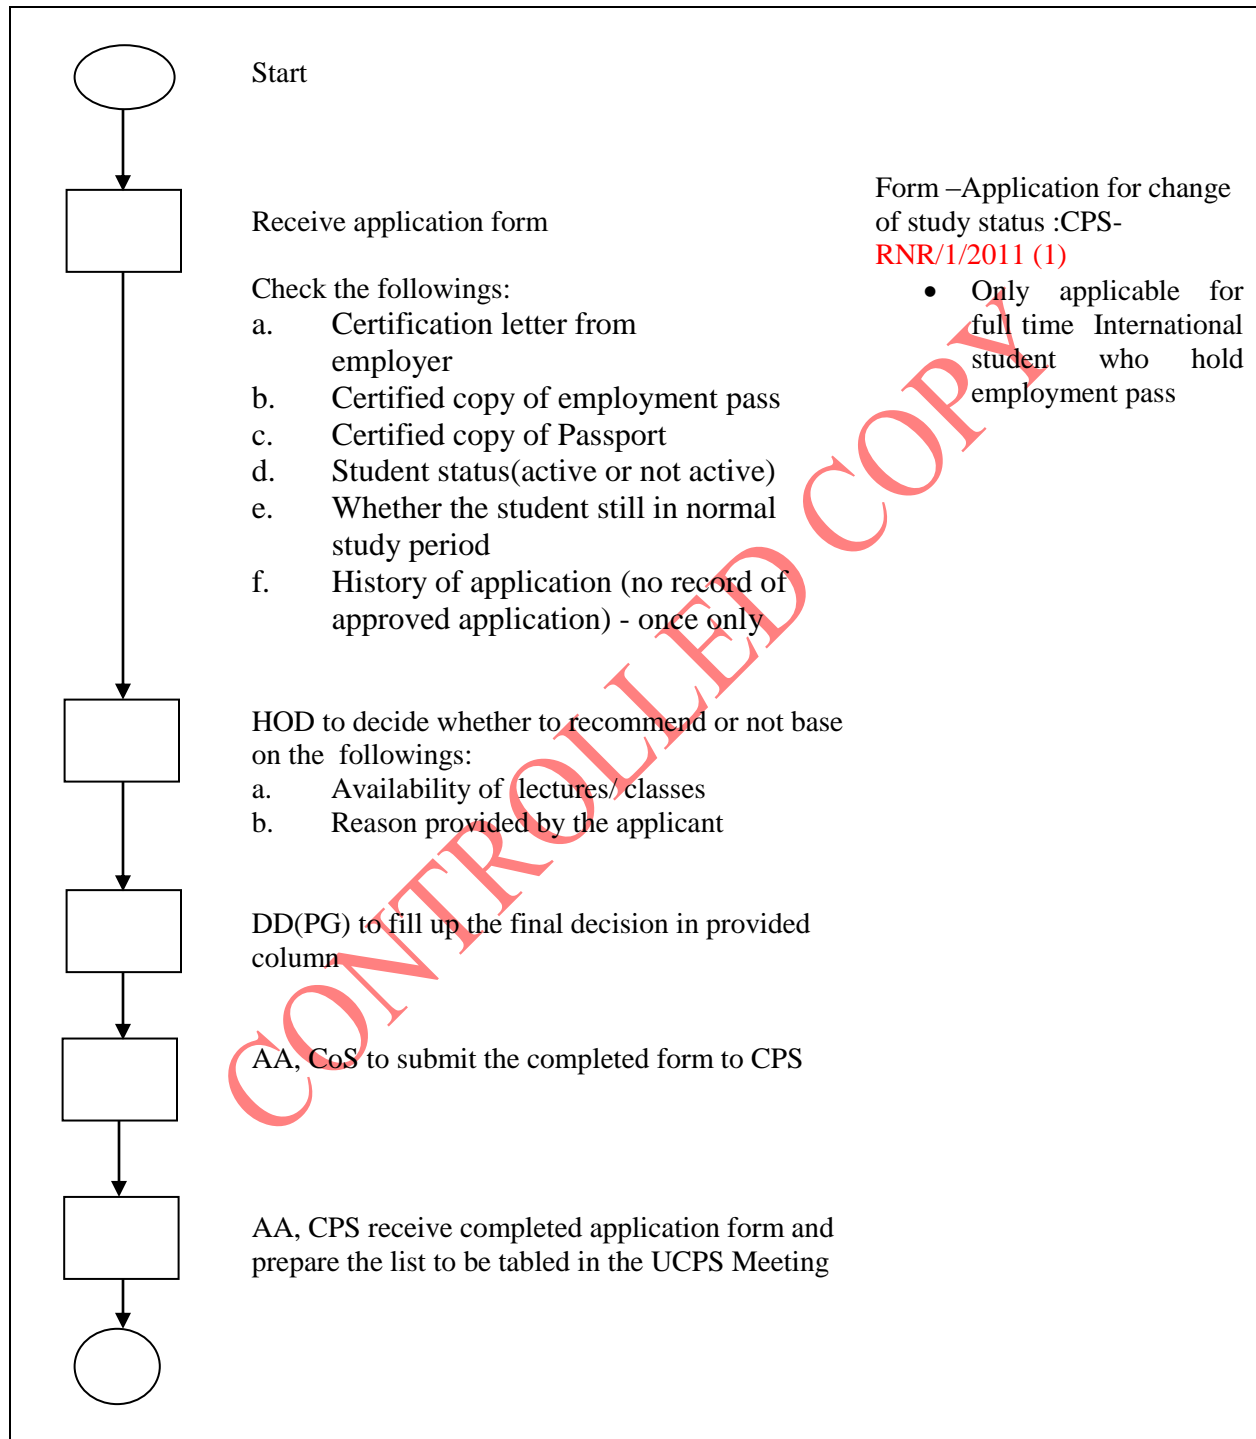 Start
Receive application form
Form –Application for change
of study status :CPS-
RNR/1/2011 (1)
• Only applicable for
full time International
student who hold
employment pass
Check the followings:
a. Certification letter from
employer
b. Certified copy of employment pass
c. Certified copy of Passport
d. Student status(active or not active)
e. Whether the student still in normal
study period
f. History of application (no record of
approved application) - once only
HOD to decide whether to recommend or not base
on the followings:
a. Availability of lectures/ classes
b. Reason provided by the applicant
DD(PG) to fill up the final decision in provided
column
AA, CoS to submit the completed form to CPS
AA, CPS receive completed application form and
prepare the list to be tabled in the UCPS Meeting
CONTROLLED COPY